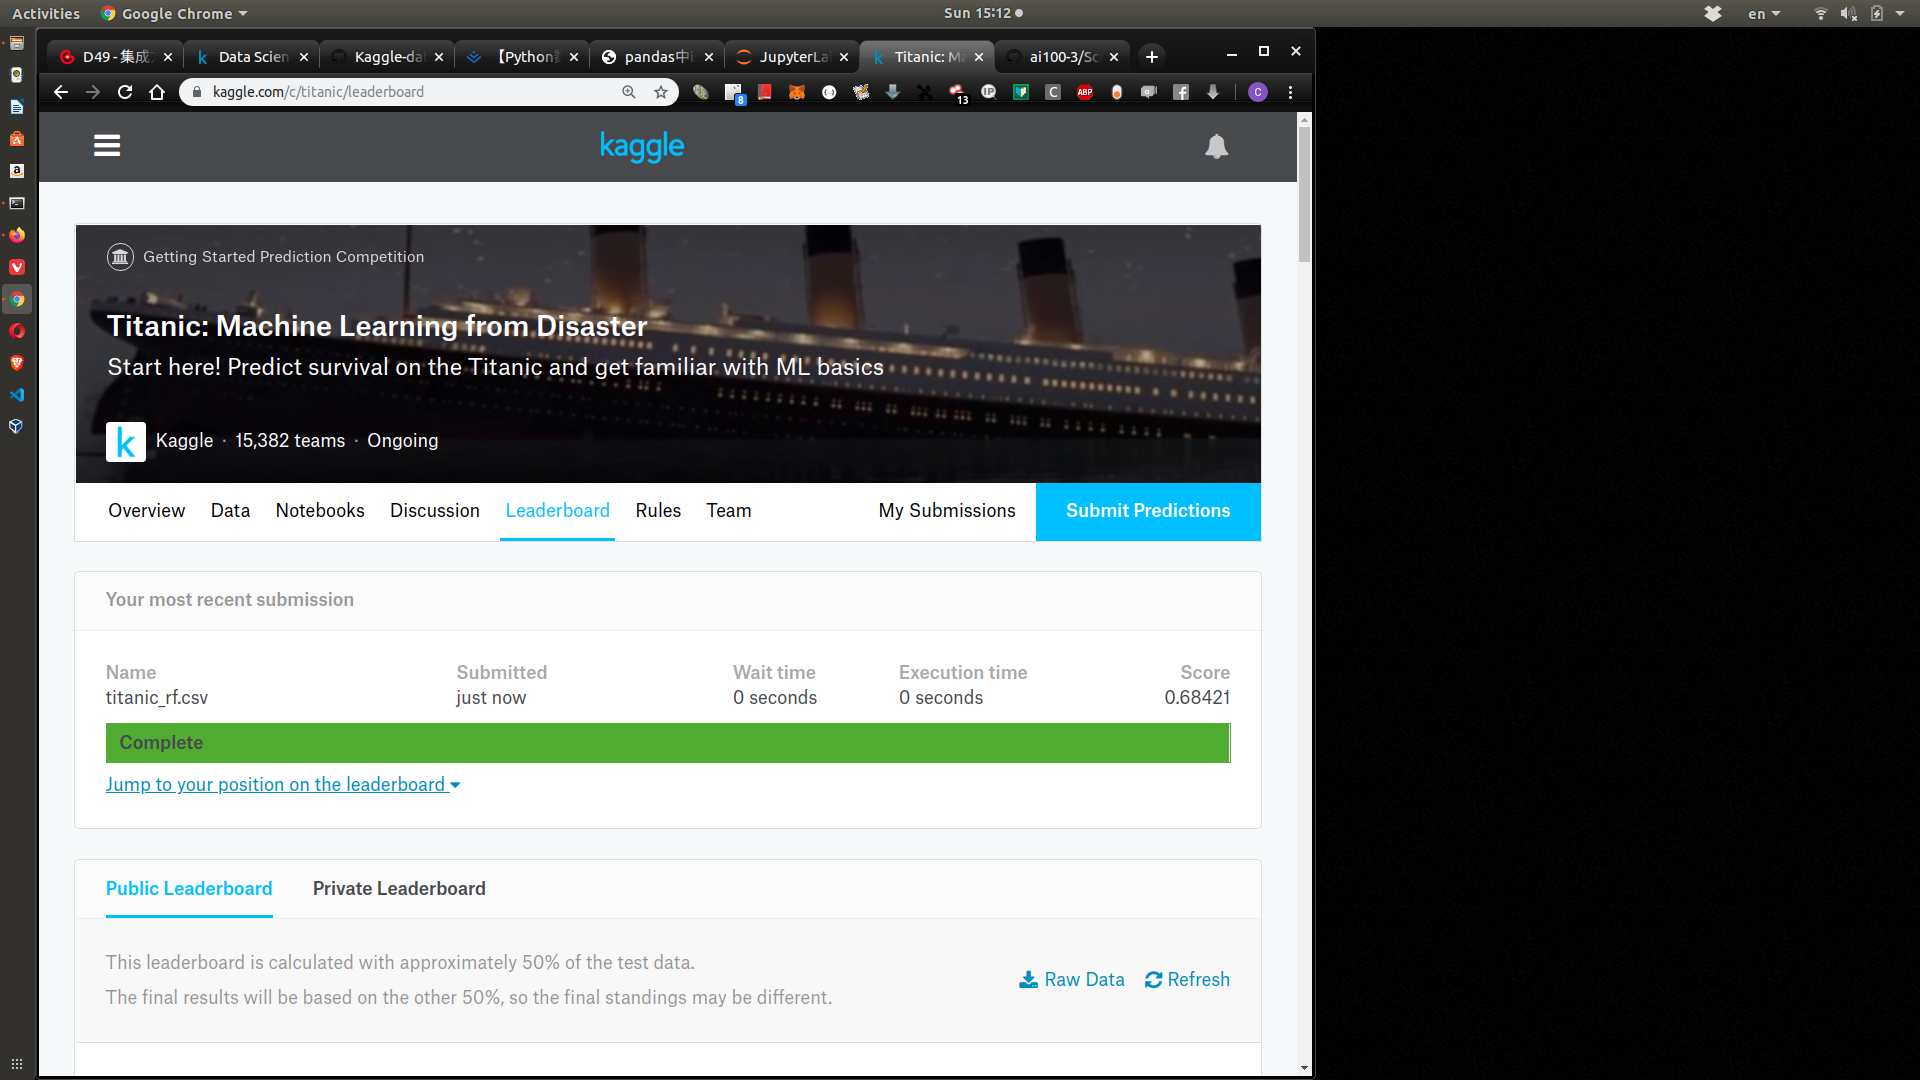 Activities Google Chrome Sun 15:12 en
D49 - 集成 Data Scien Kaggle-da 【Python pandas中 JupyterLa Titanic: Ma ai100-3/Sc
kaggle.com/c/titanic/leaderboard
8 13 IP C ABP C
kaggle
Getting Started Prediction Competition
Titanic: Machine Learning from Disaster
Start here! Predict survival on the Titanic and get familiar with ML basics
k Kaggle · 15,382 teams · Ongoing
Overview Data Notebooks Discussion Leaderboard Rules Team My Submissions Submit Predictions
Your most recent submission
Name Submitted Wait time Execution time Score
titanic_rf.csv just now 0 seconds 0 seconds 0.68421
Complete
Jump to your position on the leaderboard
Public Leaderboard Private Leaderboard
This leaderboard is calculated with approximately 50% of the test data.
The final results will be based on the other 50%, so the final standings may be different.
Raw Data Refresh